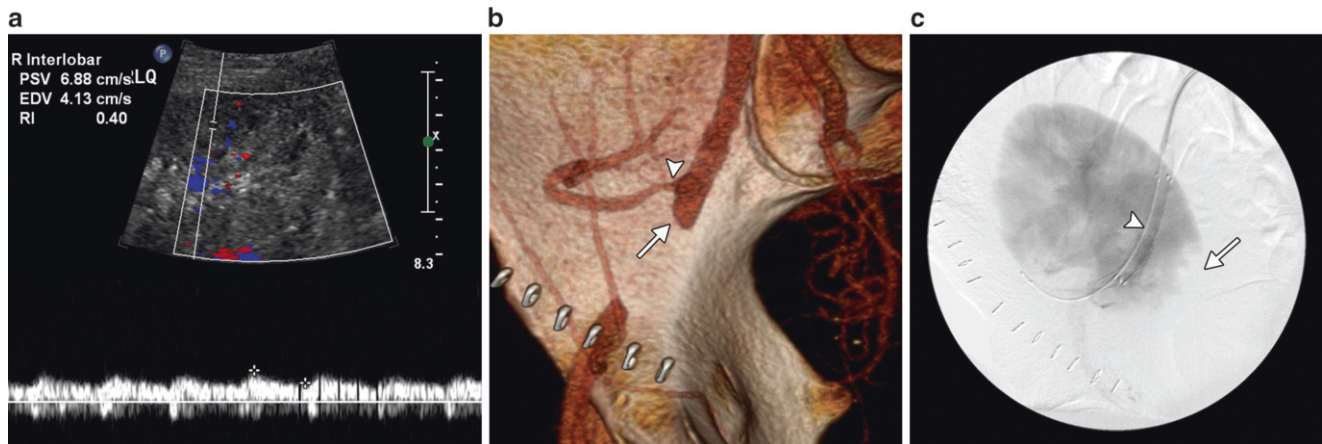 a
b
c
P
R Interlobar
PSV 6.88 cm/s LQ
EDV 4.13 cm/s
RI 0.40
x
8.3